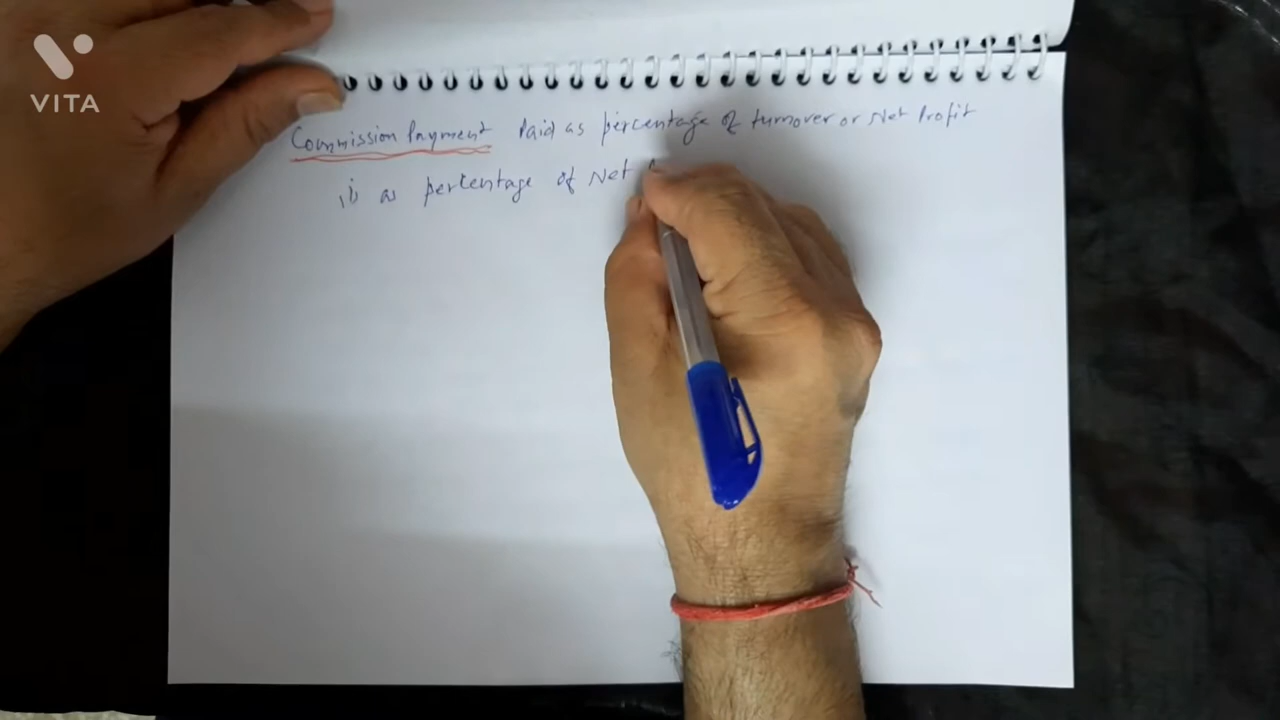 VITA
Commission Payment Paid as percentage of turnover or Net Profit
as percentage of Net